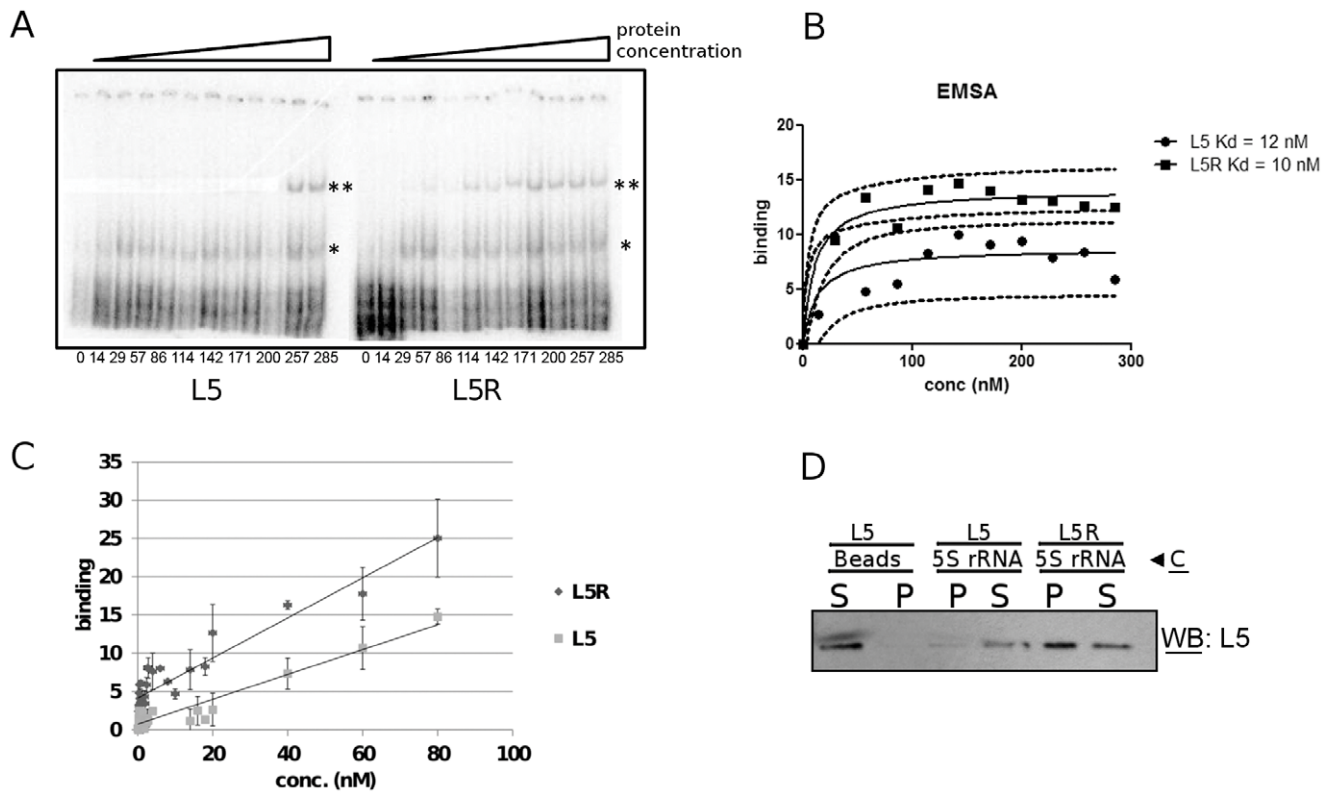 A
protein
concentration
**
*
**
*
0 14 29 57 86 114 142 171 200 257 285
0 14 29 57 86 114 142 171 200 257 285
L5
L5R
B
EMSA
20
15
10
5
0
binding
0 100 200 300
conc (nM)
L5 Kd = 12 nM
L5R Kd = 10 nM
C
35
30
25
20
15
10
5
0
binding
0 20 40 60 80 100
conc. (nM)
L5R
L5
D
L5 L5 L5R
Beads 5S rRNA 5S rRNA ◄ C
S P P S P S
WB: L5